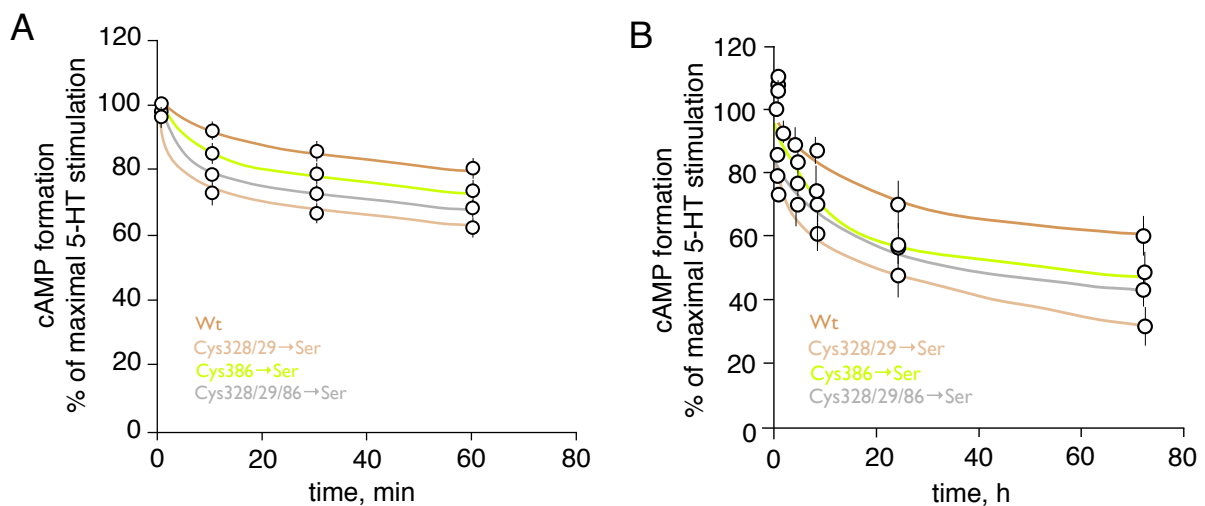 A
120
100
80
60
40
20
0
cAMP formation
% of maximal 5-HT stimulation
Wt
Cys328/29→Ser
Cys386→Ser
Cys328/29/86→Ser
0 20 40 60 80
time, min
B
120
100
80
60
40
20
0
cAMP formation
% of maximal 5-HT stimulation
Wt
Cys328/29→Ser
Cys386→Ser
Cys328/29/86→Ser
0 20 40 60 80
time, h